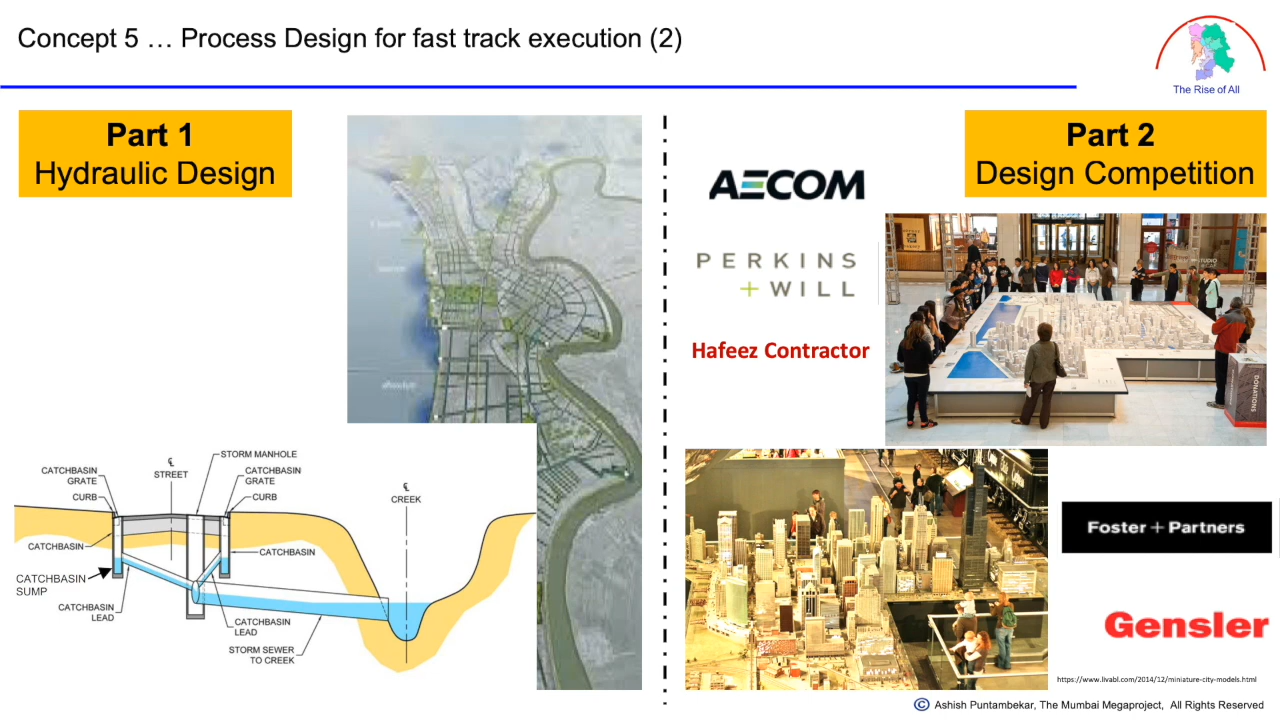 Concept 5 … Process Design for fast track execution (2)
The Rise of All
Part 1
Hydraulic Design
STORM MANHOLE
℄
STREET
CATCHBASIN
GRATE
CURB
CATCHBASIN
GRATE
CURB
℄
CREEK
CATCHBASIN
CATCHBASIN
CATCHBASIN
SUMP
CATCHBASIN
LEAD
CATCHBASIN
LEAD
STORM SEWER
TO CREEK
Part 2
Design Competition
AECOM
PERKINS
+ WILL
Hafeez Contractor
DONATIONS
Foster + Partners
Gensler
https://www.livabl.com/2014/12/miniature-city-models.html
© Ashish Puntambekar, The Mumbai Megaproject, All Rights Reserved